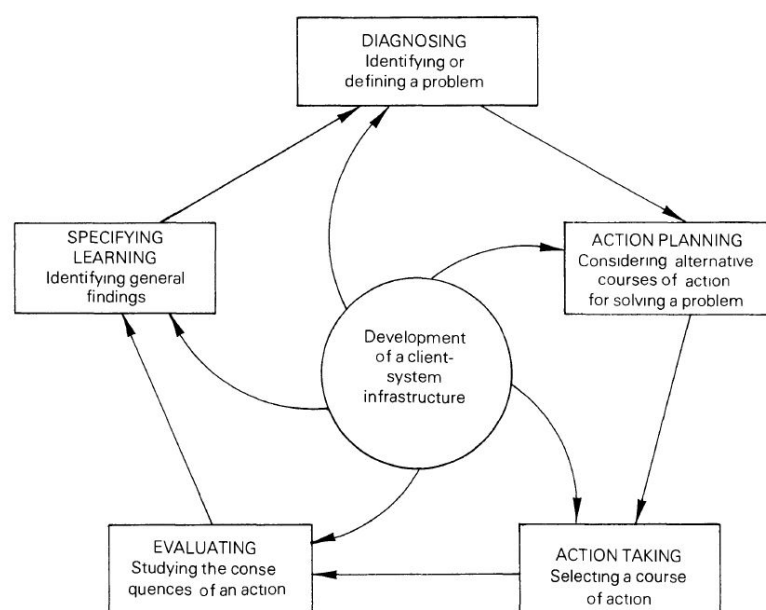 DIAGNOSING
Identifying or
defining a problem
ACTION PLANNING
Considering alternative
courses of action
for solving a problem
SPECIFYING
LEARNING
Identifying general
findings
Development
of a client-
system
infrastructure
EVALUATING
Studying the conse
quences of an action
ACTION TAKING
Selecting a course
of action